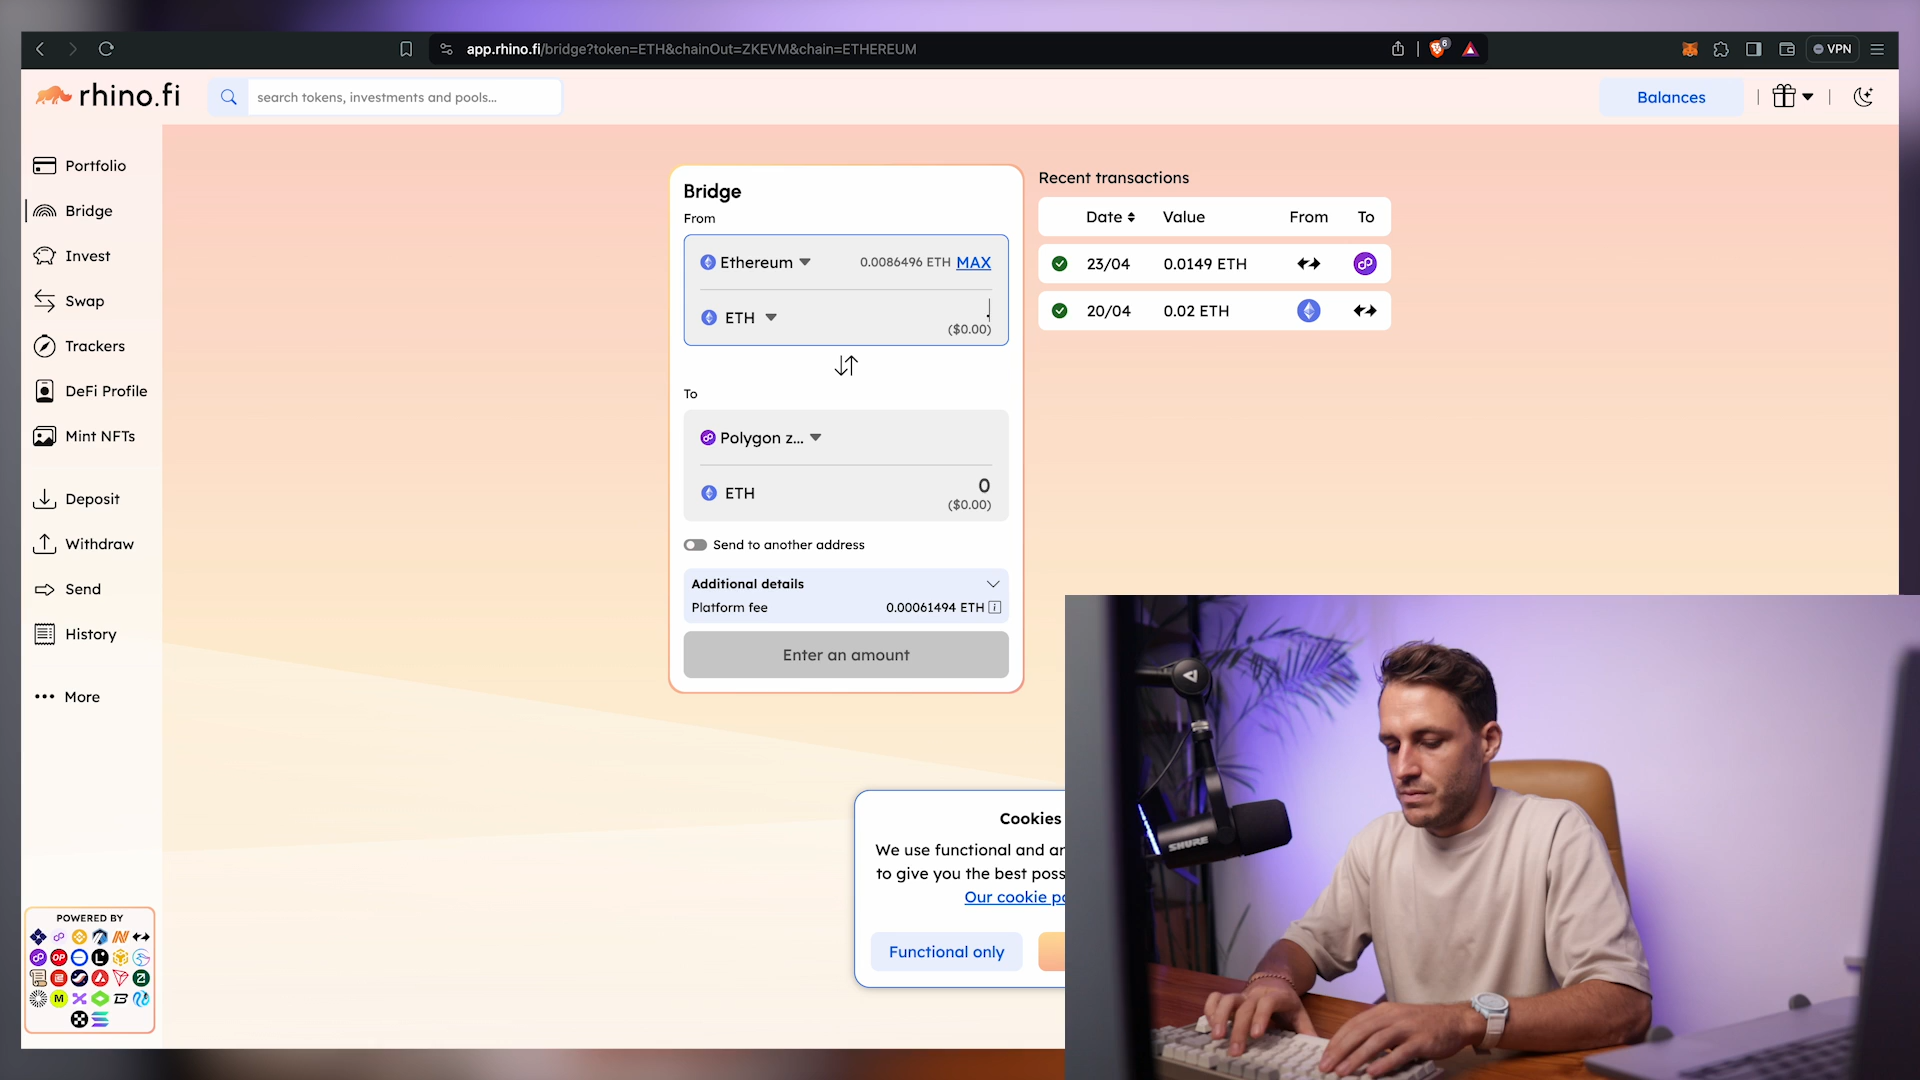 app.rhino.fi/bridge?token=ETH&chainOut=ZKEVM&chain=ETHEREUM
6
VPN
rhino.fi
search tokens, investments and pools...
Balances
Portfolio
Bridge
Invest
Swap
Trackers
DeFi Profile
Mint NFTs
Deposit
Withdraw
Send
History
More
POWERED BY
Bridge
From
Ethereum
0.0086496 ETH MAX
ETH
.
($0.00)
To
Polygon z...
ETH
0
($0.00)
Send to another address
Additional details
Platform fee
0.00061494 ETH
Enter an amount
Recent transactions
Date Value From To
23/04 0.0149 ETH
20/04 0.02 ETH
Cookies
We use functional and an
to give you the best poss
Our cookie po
Functional only
SHURE